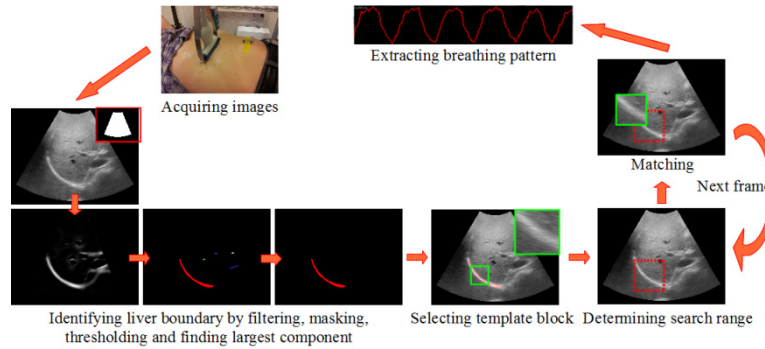 Extracting breathing pattern
Acquiring images
Matching
Next frame
Identifying liver boundary by filtering, masking,
thresholding and finding largest component
Selecting template block
Determining search range